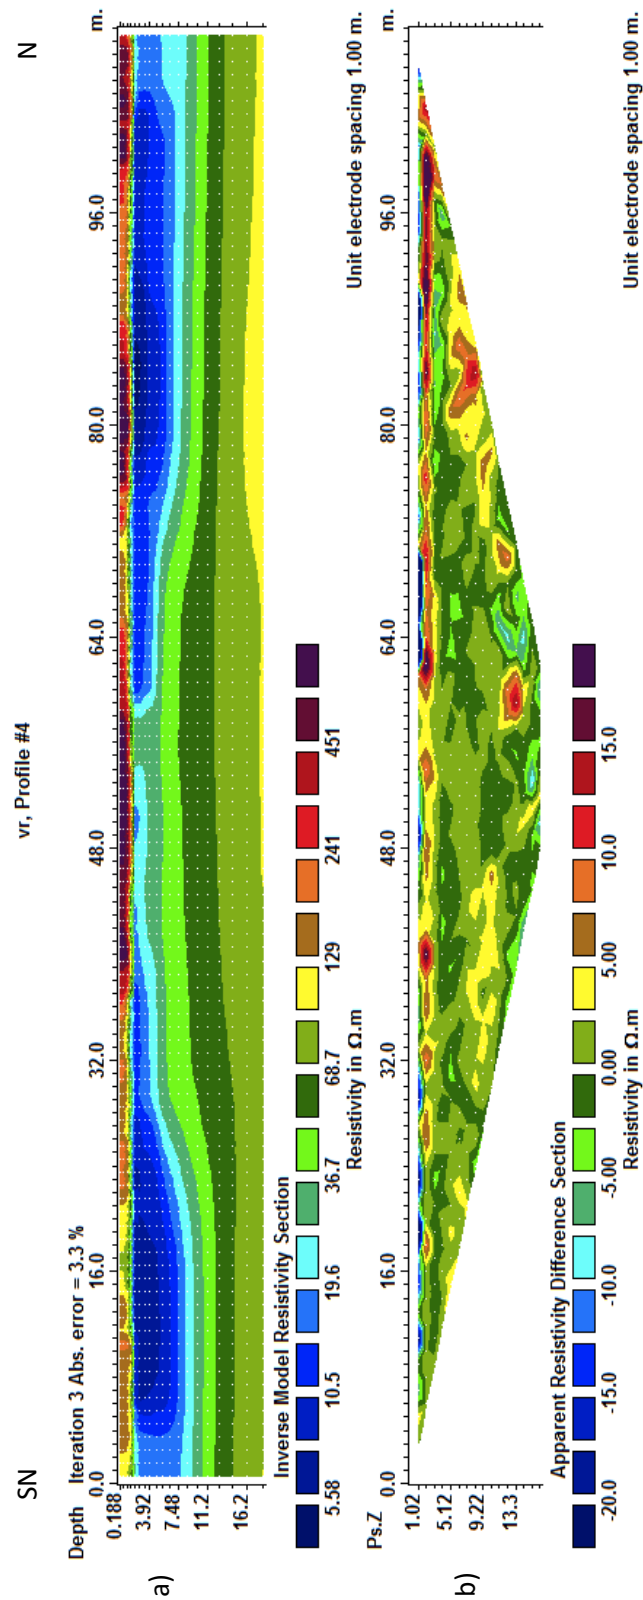 SN N
vr, Profile #4
Depth Iteration 3 Abs. error = 3.3 %
0.0 16.0 32.0 48.0 64.0 80.0 96.0 m.
0.188
3.92
7.48
11.2
16.2
a)
Inverse Model Resistivity Section
5.58 10.5 19.6 36.7 68.7 129 241 451
Resistivity in Ω.m
Unit electrode spacing 1.00 m.
Ps.Z
0.0 16.0 32.0 48.0 64.0 80.0 96.0 m.
1.02
5.12
9.22
13.3
b)
Apparent Resistivity Difference Section
-20.0 -15.0 -10.0 -5.00 0.00 5.00 10.0 15.0
Resistivity in Ω.m
Unit electrode spacing 1.00 m.